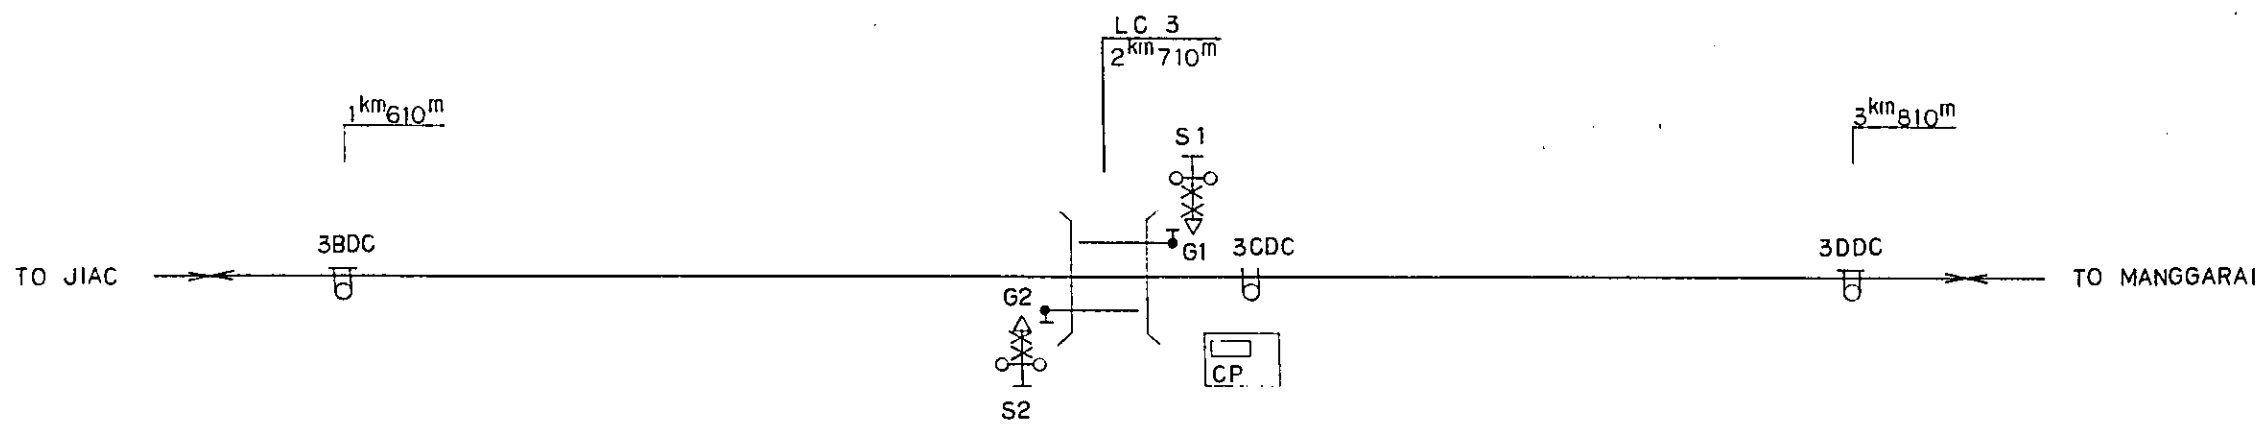 LC 3
2km710m
1km610m
3km810m
S1
3BDC
G1
3CDC
3DDC
TO JIAC
TO MANGGARAI
G2
CP
S2